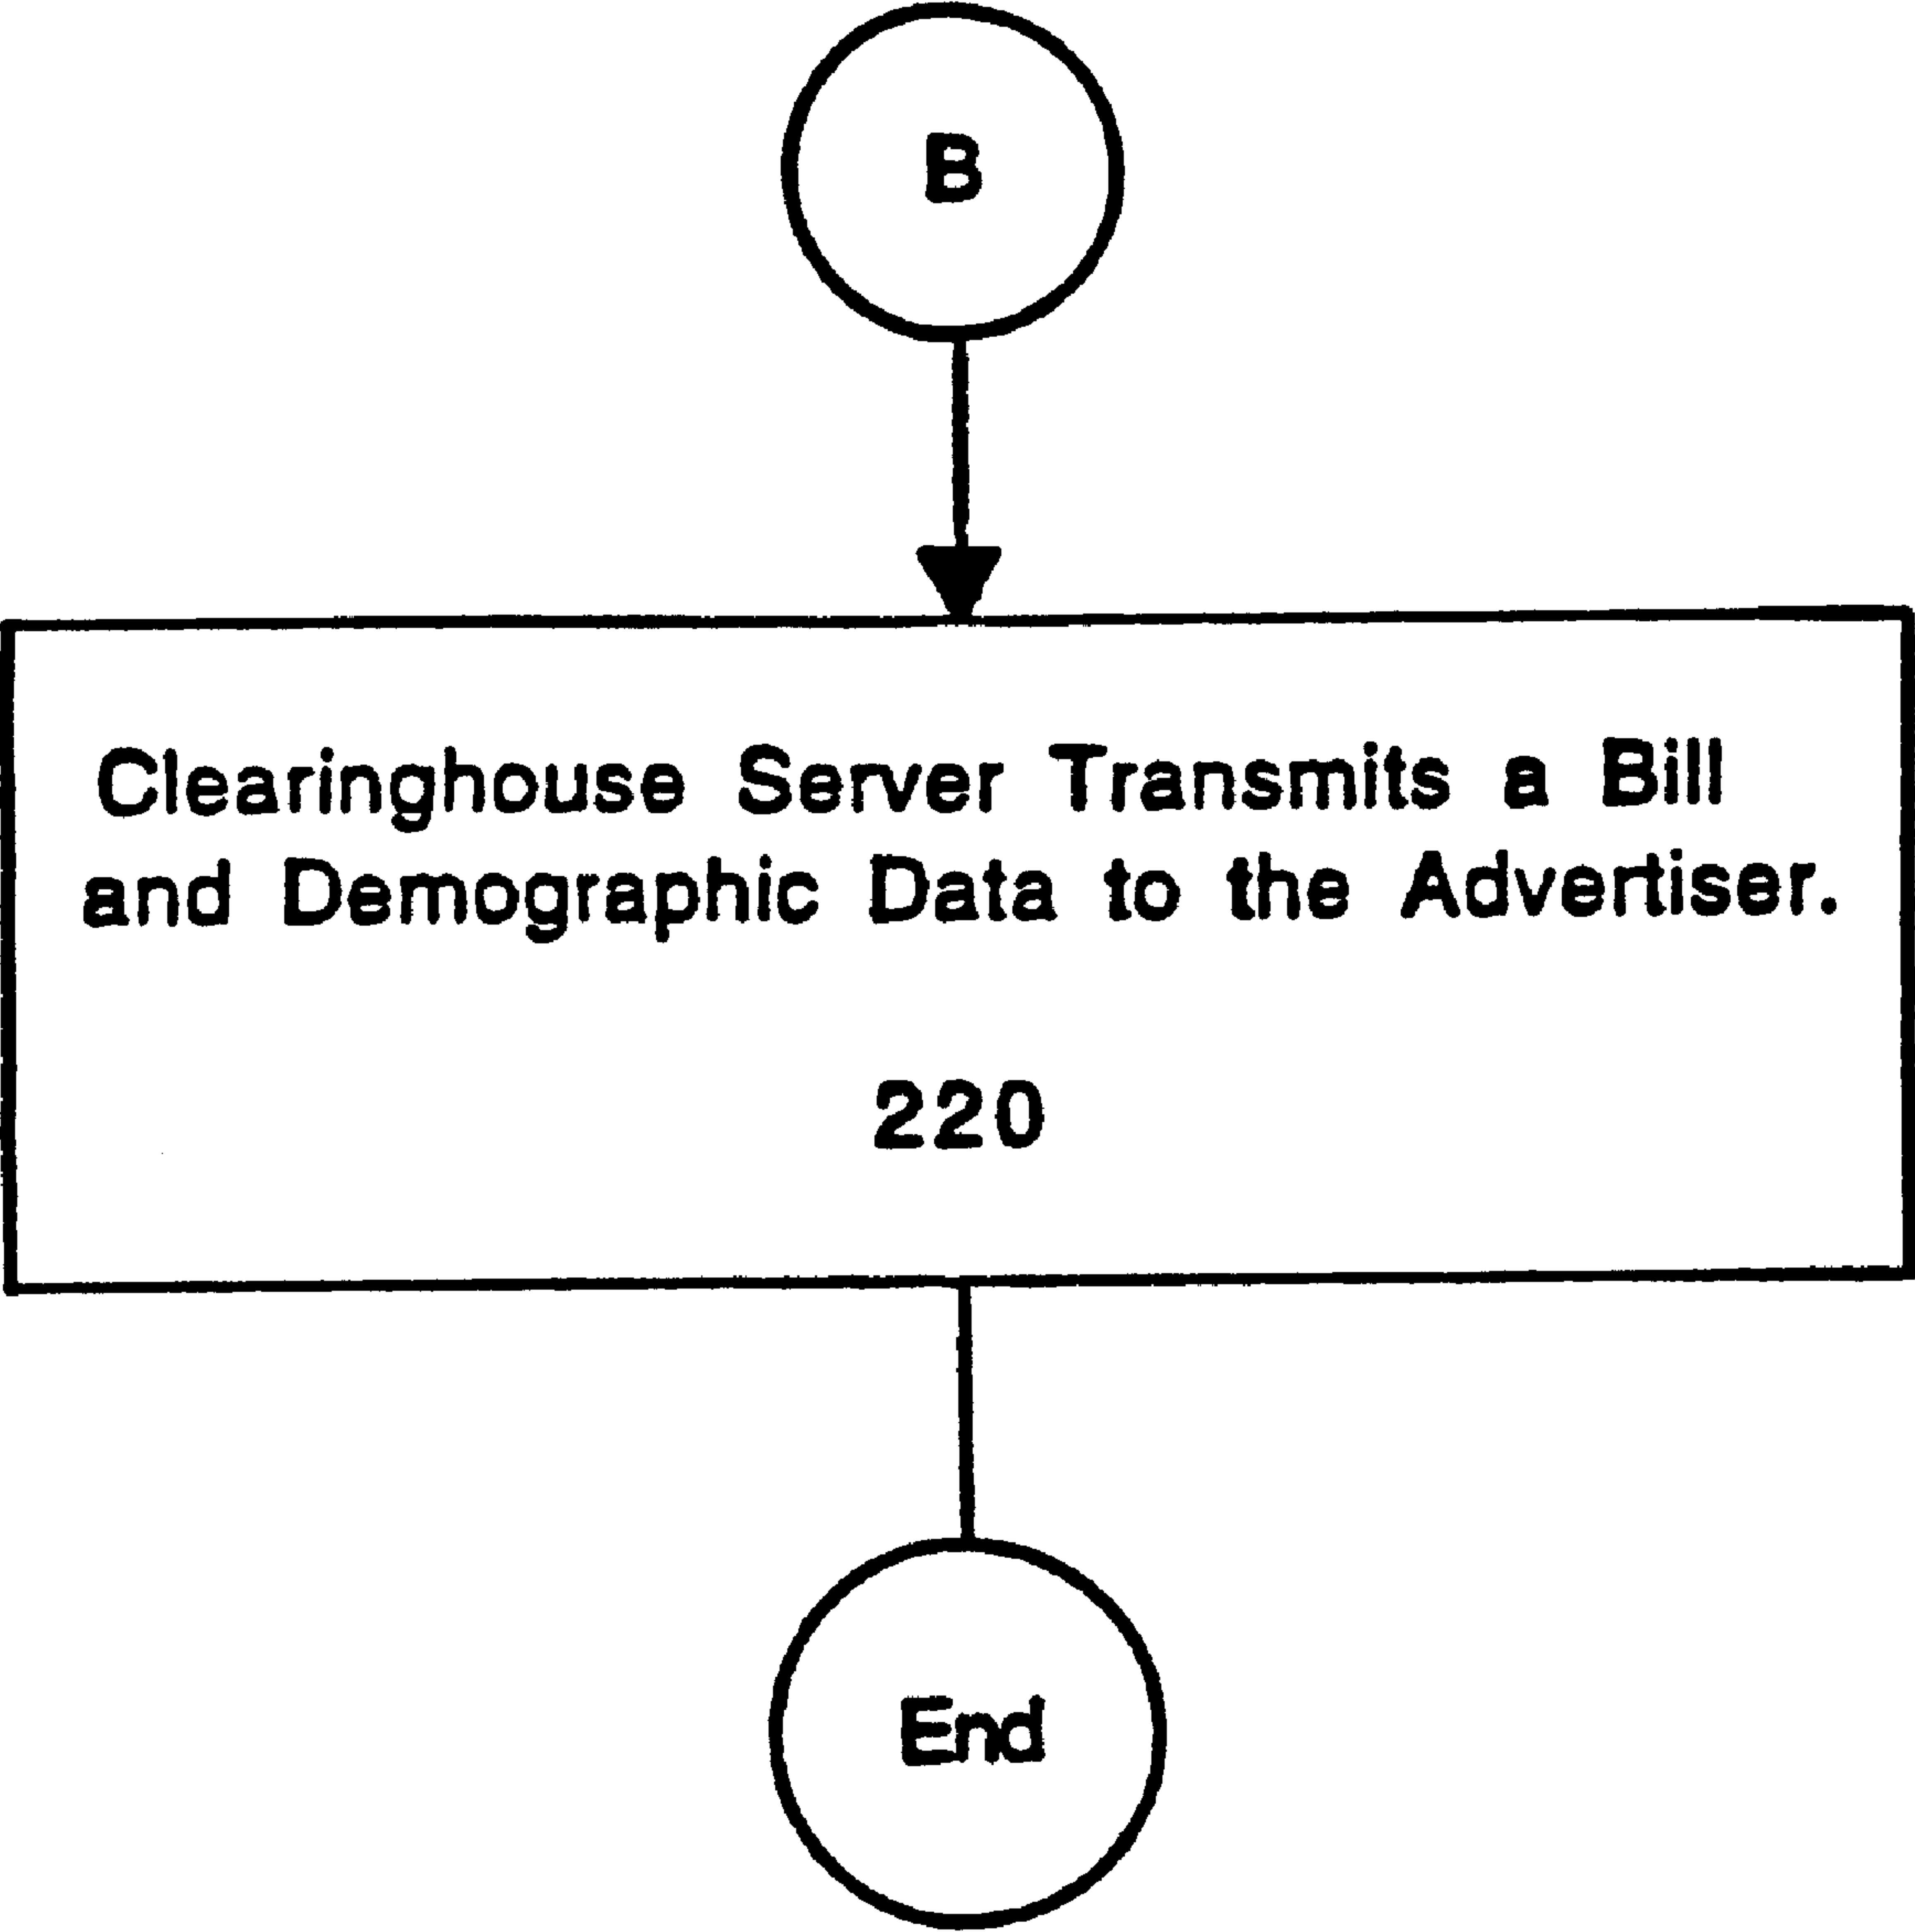 B
Clearinghouse Server Transmits a Bill
and Demographic Data to the Advertiser.
220
End